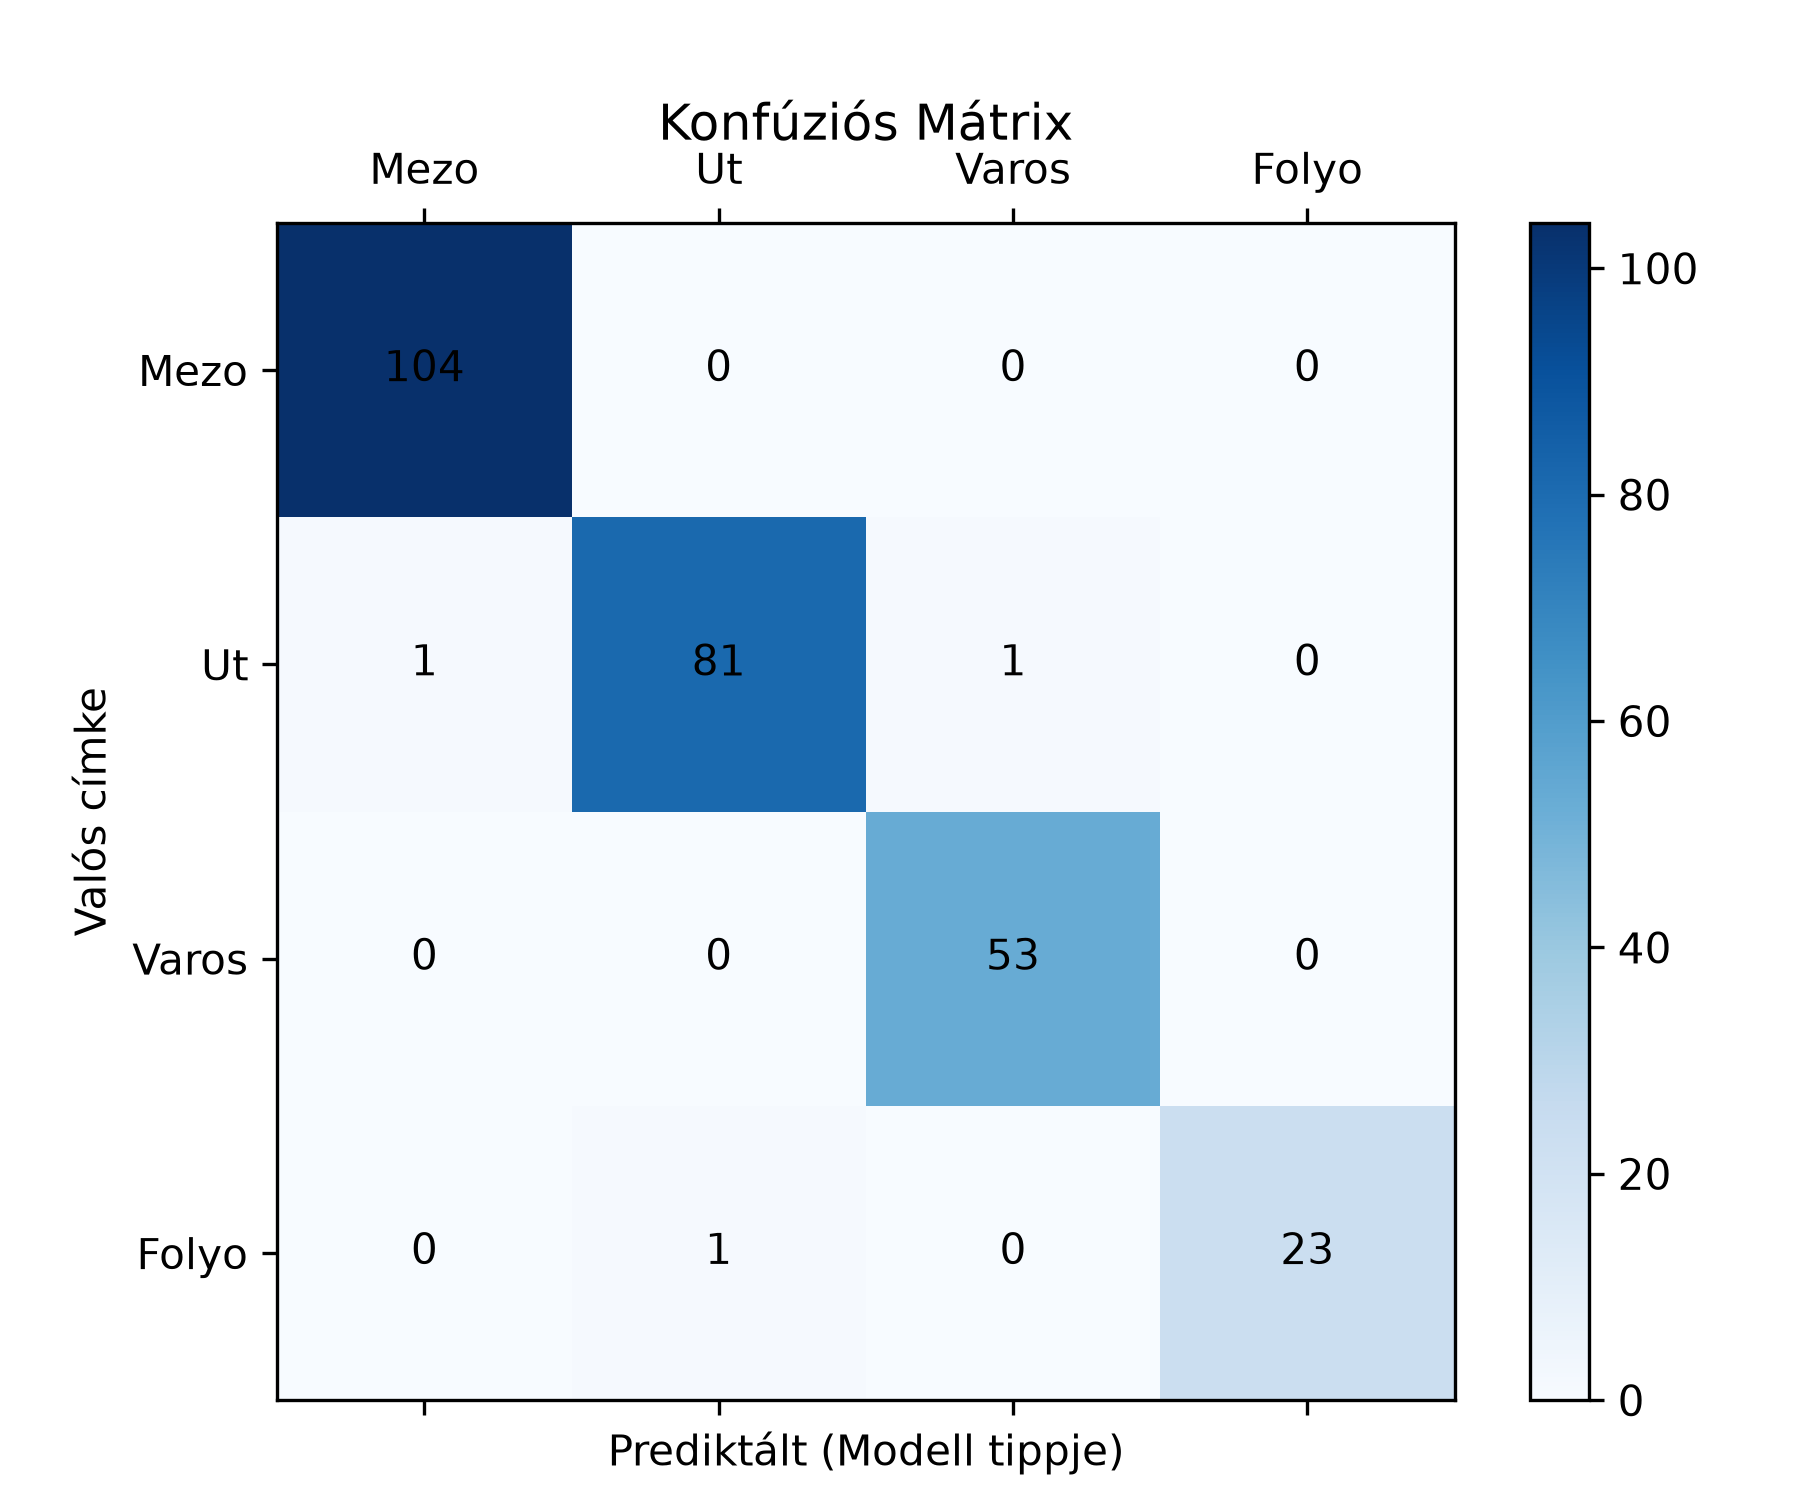 Konfúziós Mátrix
Mezo Ut Varos Folyo
Mezo 104 0 0 0
Ut 1 81 1 0
Varos 0 0 53 0
Folyo 0 1 0 23
Valós címke
Prediktált (Modell tippje)
100
80
60
40
20
0